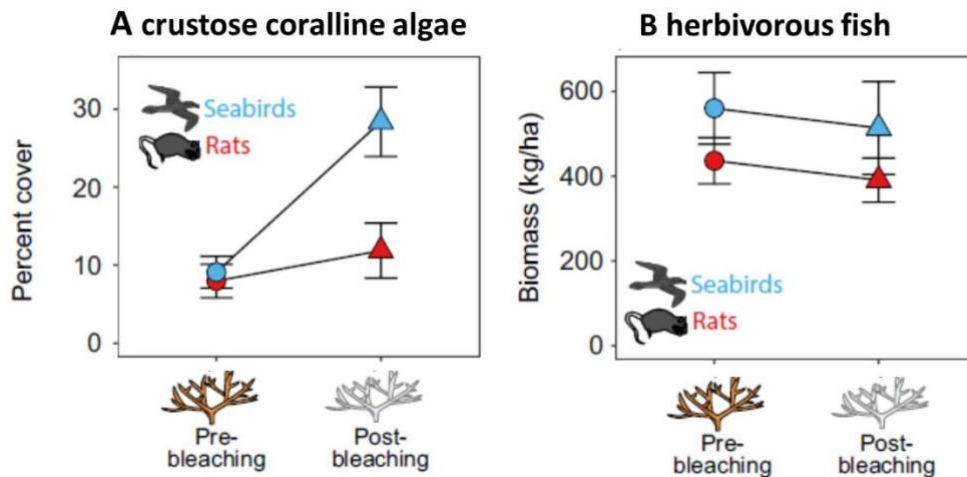 A crustose coralline algae
Percent cover
30
20
10
0
Seabirds
Rats
Pre-
bleaching
Post-
bleaching
B herbivorous fish
Biomass (kg/ha)
600
400
200
0
Seabirds
Rats
Pre-
bleaching
Post-
bleaching